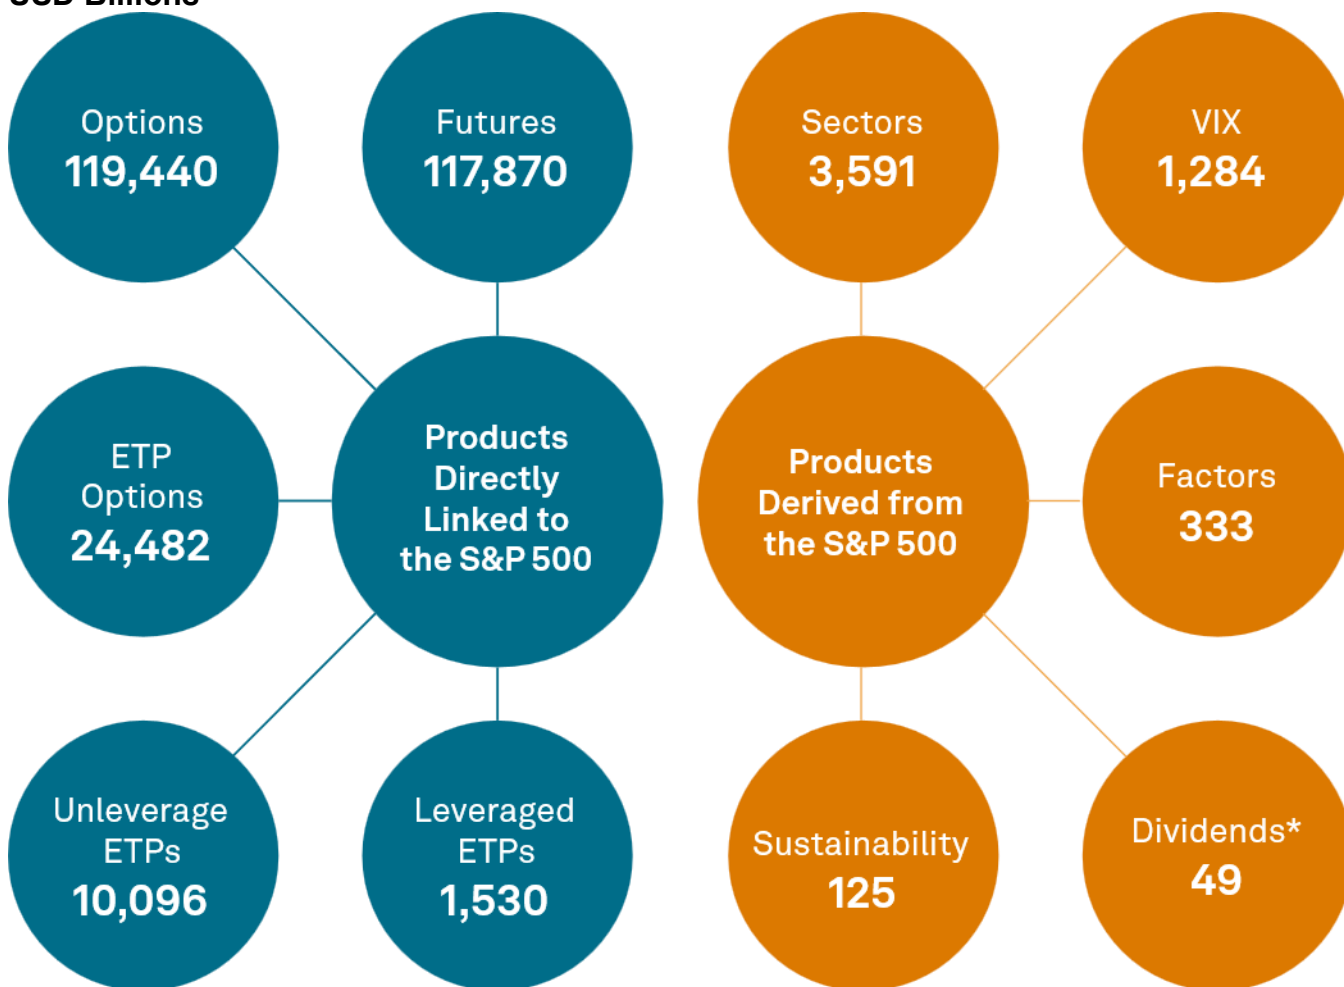 USD Billions
Options
119,440
Futures
117,870
Sectors
3,591
VIX
1,284
ETP
Options
24,482
Products
Directly
Linked to
the S&P 500
Products
Derived from
the S&P 500
Factors
333
Unleverage
ETPs
10,096
Leveraged
ETPs
1,530
Sustainability
125
Dividends*
49